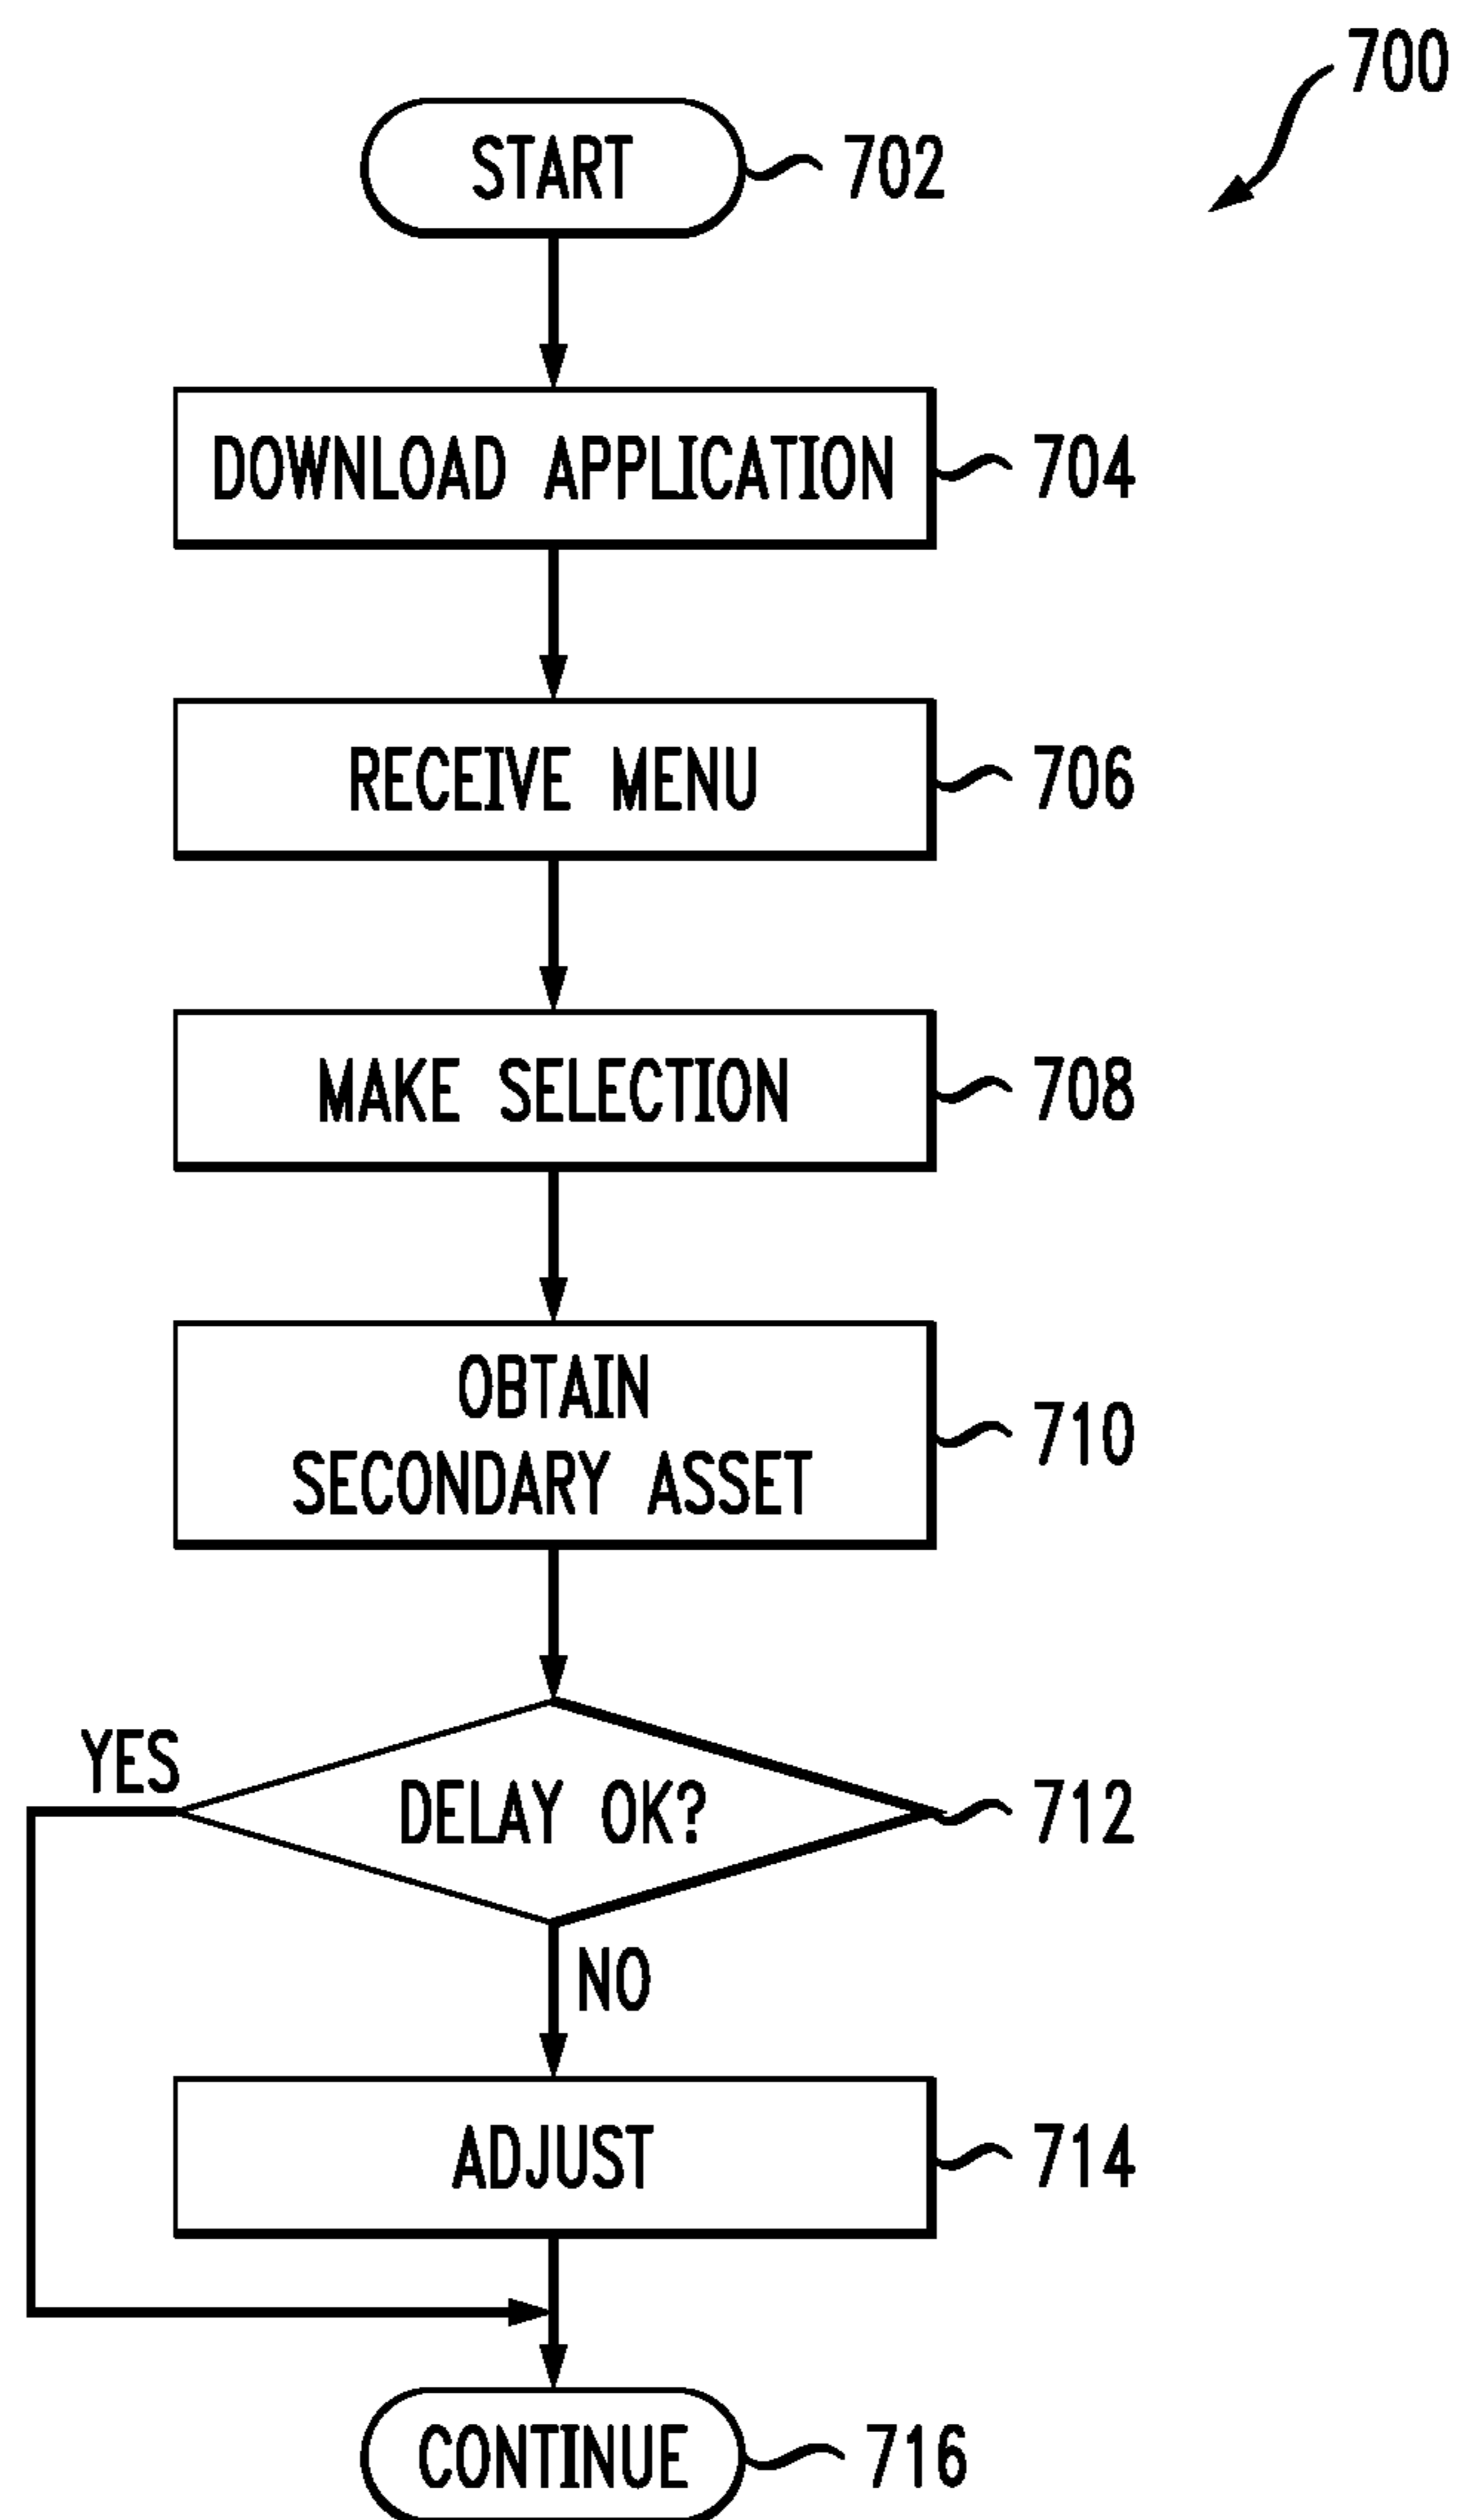 700
START 702
DOWNLOAD APPLICATION 704
RECEIVE MENU 706
MAKE SELECTION 708
OBTAIN
SECONDARY ASSET 710
YES
DELAY OK? 712
NO
ADJUST 714
CONTINUE 716